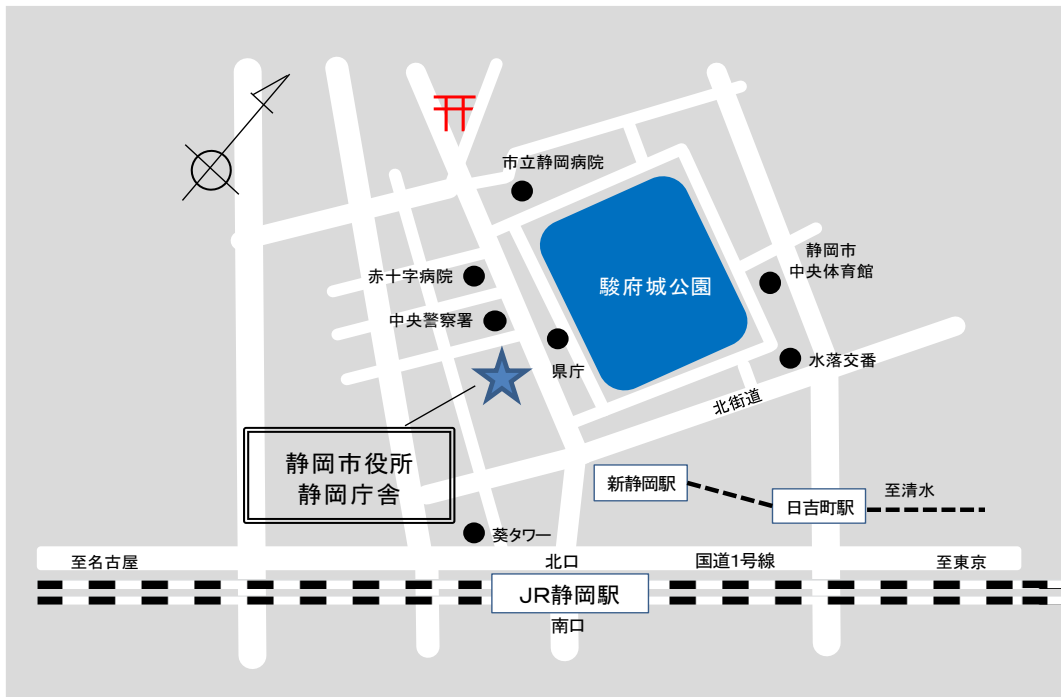 市立静岡病院
静岡市
中央体育館
赤十字病院
駿府城公園
中央警察署
県庁
水落交番
北街道
静岡市役所
静岡庁舎
新静岡駅
日吉町駅
至清水
葵タワー
至名古屋
北口
国道1号線
至東京
JR静岡駅
南口